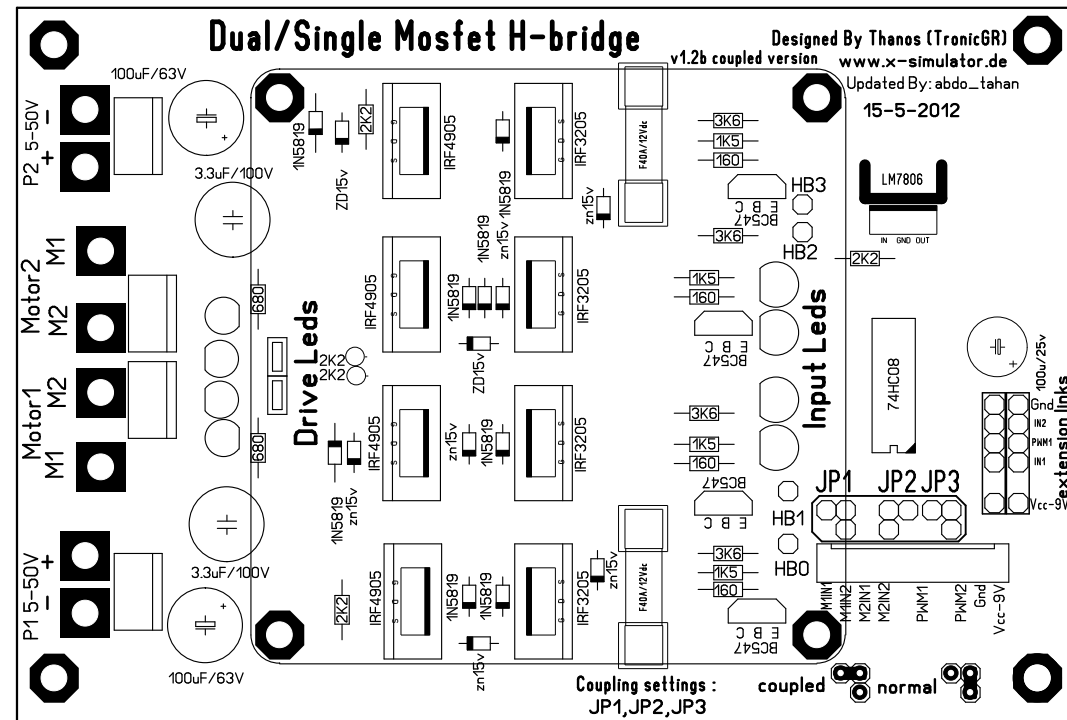 Dual/Single Mosfet H-bridge
v1.2b coupled version
Designed By Thanos (TronicGR)
www.x-simulator.de
Updated By: abdo_tahan
15-5-2012
100uF/63V
P2 5-50V
-
+
3.3uF/100V
1N5819
ZD15v
2K2
IRF4905
G D S
1N5819
zn15v
IRF3205
G D S
F40A/12Vdc
zn15v
3K6
1K5
160
E B C
BC547
HB3
HB2
LM7806
IN GND OUT
2K2
Motor2
M1
M2
680
Drive Leds
2K2
2K2
IRF4905
G D S
1N5819
1N5819
zn15v
ZD15v
IRF3205
G D S
3K6
1K5
160
E B C
BC547
Input Leds
74HC08
100u/25v
Motor1
M2
M1
680
1N5819
zn15v
IRF4905
G D S
zn15v
1N5819
IRF3205
G D S
3K6
1K5
160
BC547
E B C
HB1
HB0
JP1
JP2
JP3
Gnd
IN2
PWM1
IN1
Vcc-9V
extension links
3.3uF/100V
P1 5-50V
+
-
100uF/63V
2K2
IRF4905
G D S
1N5819
1N5819
zn15v
IRF3205
G D S
zn15v
F40A/12Vdc
3K6
1K5
160
E B C
BC547
M1IN1
M1IN2
M2IN1
M2IN2
PWM1
PWM2
Gnd
Vcc-9V
Coupling settings :
JP1,JP2,JP3
coupled
normal